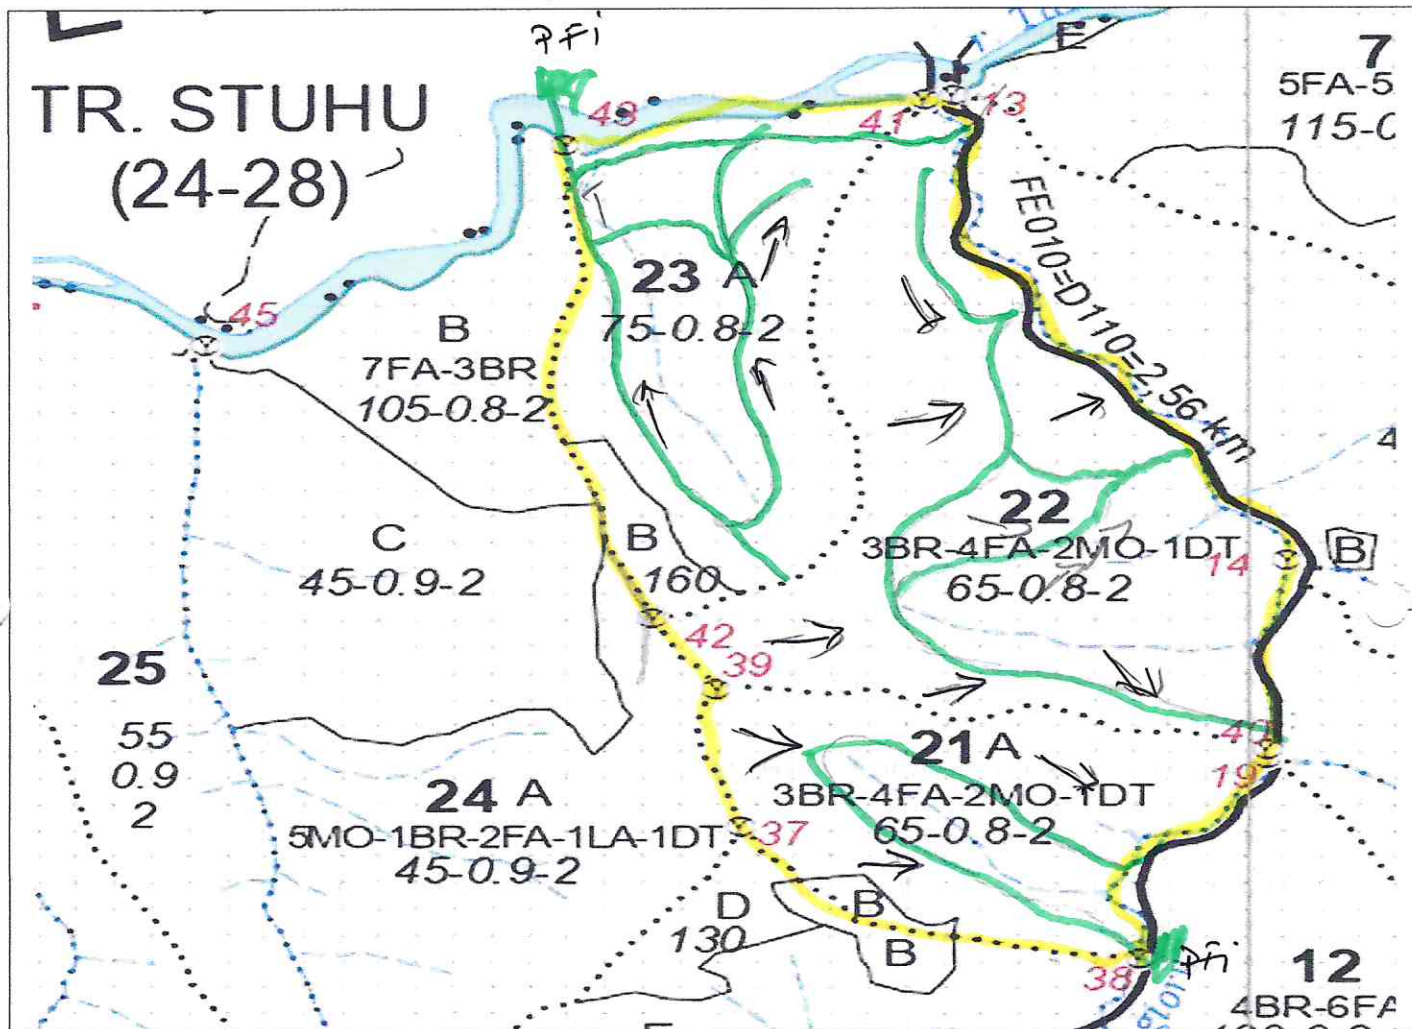 PFi
TR. STUHU
(24-28)
43
41
13
E
7
5FA-5
115-0
45
B
7FA-3BR
105-0.8-2
23 A
75-0.8-2
FE010=D110=2,56 km
4
C
45-0.9-2
B
160
22
3BR-4FA-2MO-1DT
65-0.8-2
14
B
42
39
25
55
0.9
2
24 A
5MO-1BR-2FA-1LA-1DT
45-0.9-2
37
21 A
3BR-4FA-2MO-1DT
65-0.8-2
19
D
130
B
B
38
PFi
12
4BR-6FA